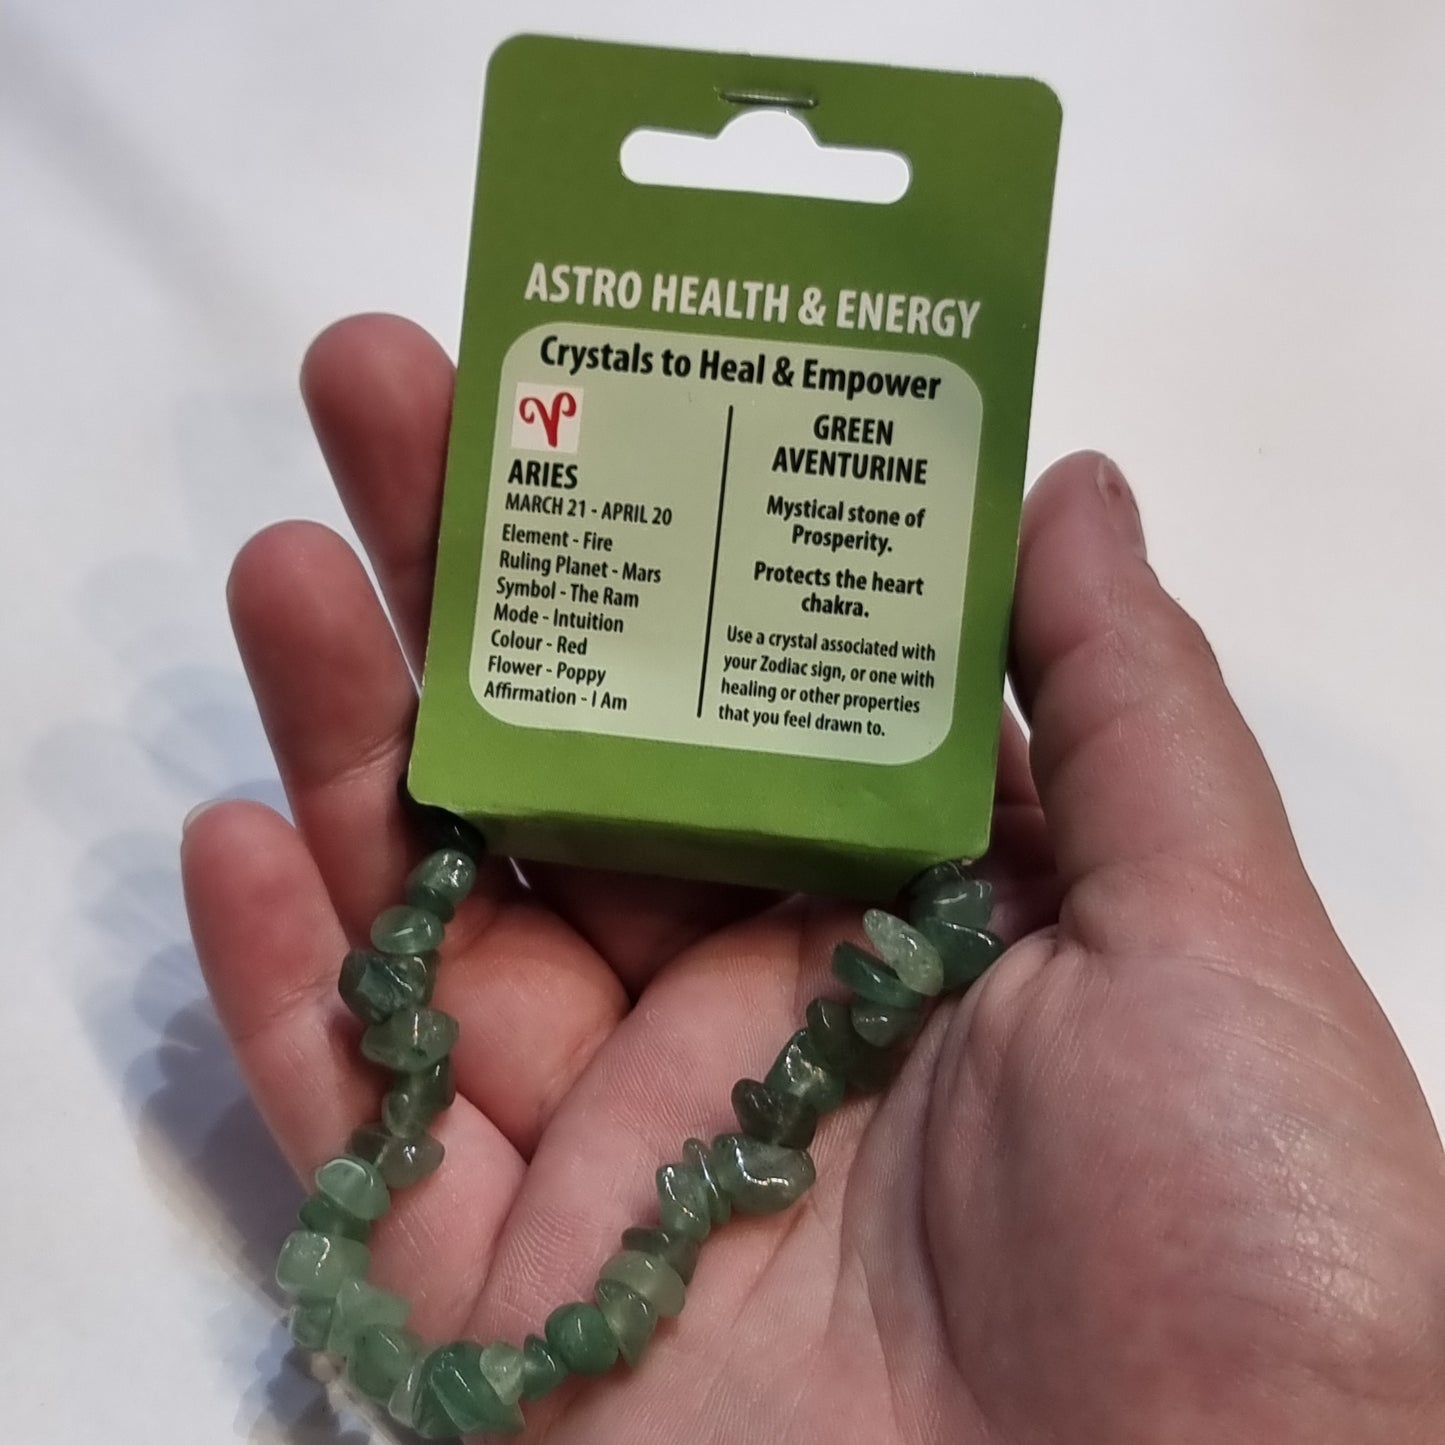 ASTRO HEALTH & ENERGY
Crystals to Heal & Empower
ARIES
MARCH 21 - APRIL 20
Element - Fire
Ruling Planet - Mars
Symbol - The Ram
Mode - Intuition
Colour - Red
Flower - Poppy
Affirmation - I Am
GREEN
AVENTURINE
Mystical stone of
Prosperity.
Protects the heart
chakra.
Use a crystal associated with
your Zodiac sign, or one with
healing or other properties
that you feel drawn to.